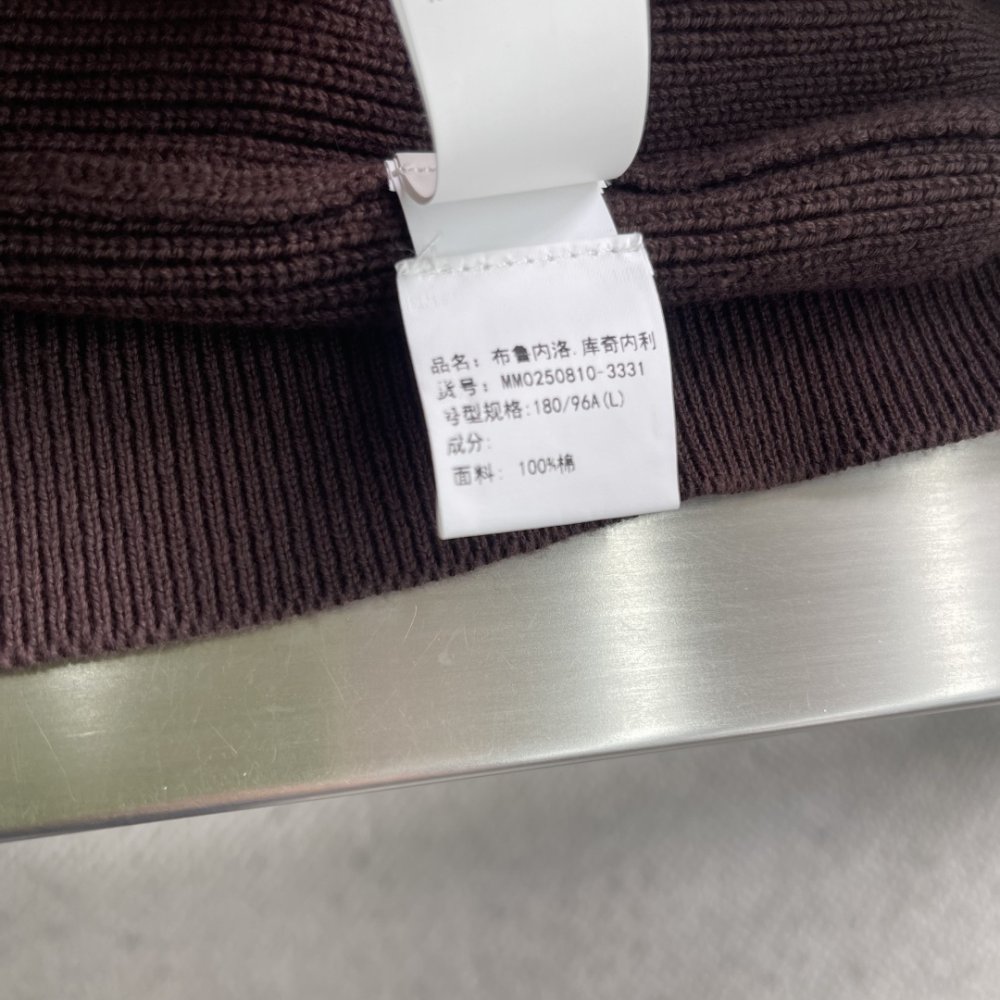 品名: 布鲁内洛.库奇内利
货号: MM0250810-3331
号型规格:180/96A(L)
成分:
面料: 100%棉